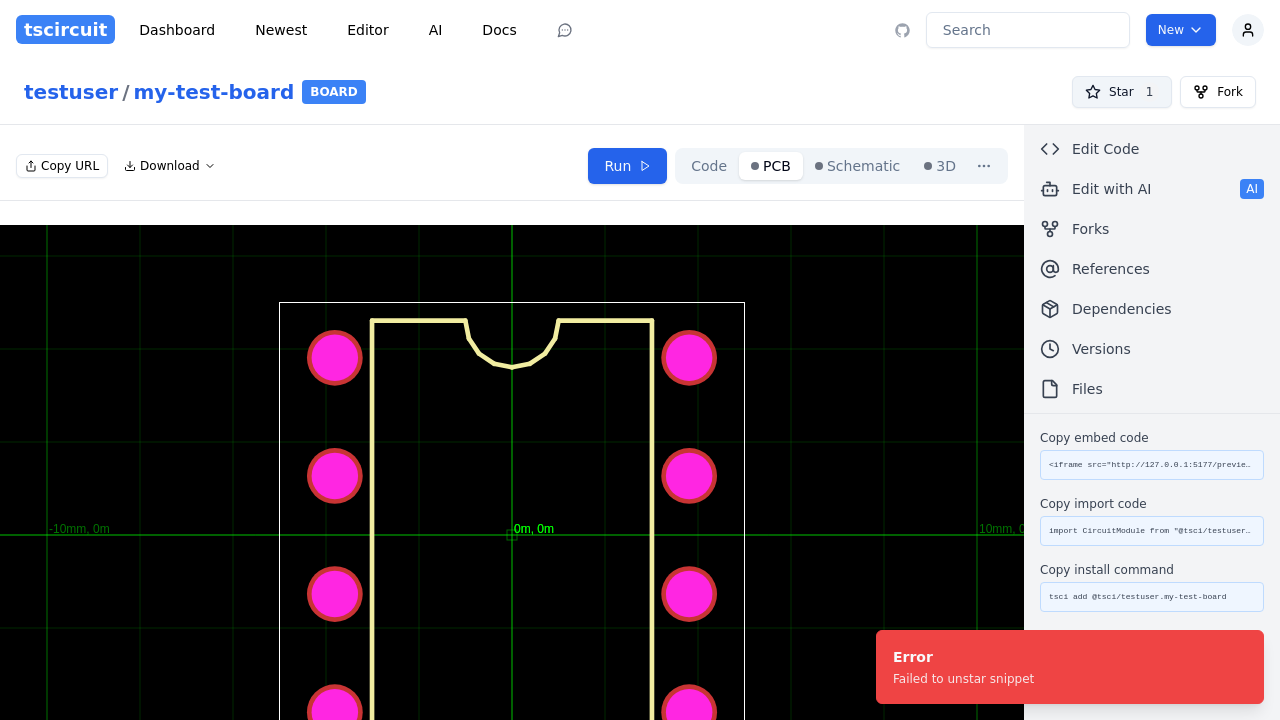 tscircuit Dashboard Newest Editor AI Docs Search New
testuser / my-test-board BOARD Star 1 Fork
Copy URL Download Run Code PCB Schematic 3D
Edit Code
Edit with AI AI
Forks
References
Dependencies
Versions
Files
Copy embed code
<iframe src="http://127.0.0.1:5177/previe…
Copy import code
import CircuitModule from "@tsci/testuser…
Copy install command
tsci add @tsci/testuser.my-test-board
-10mm, 0m 0m, 0m 10mm, 0
Error
Failed to unstar snippet